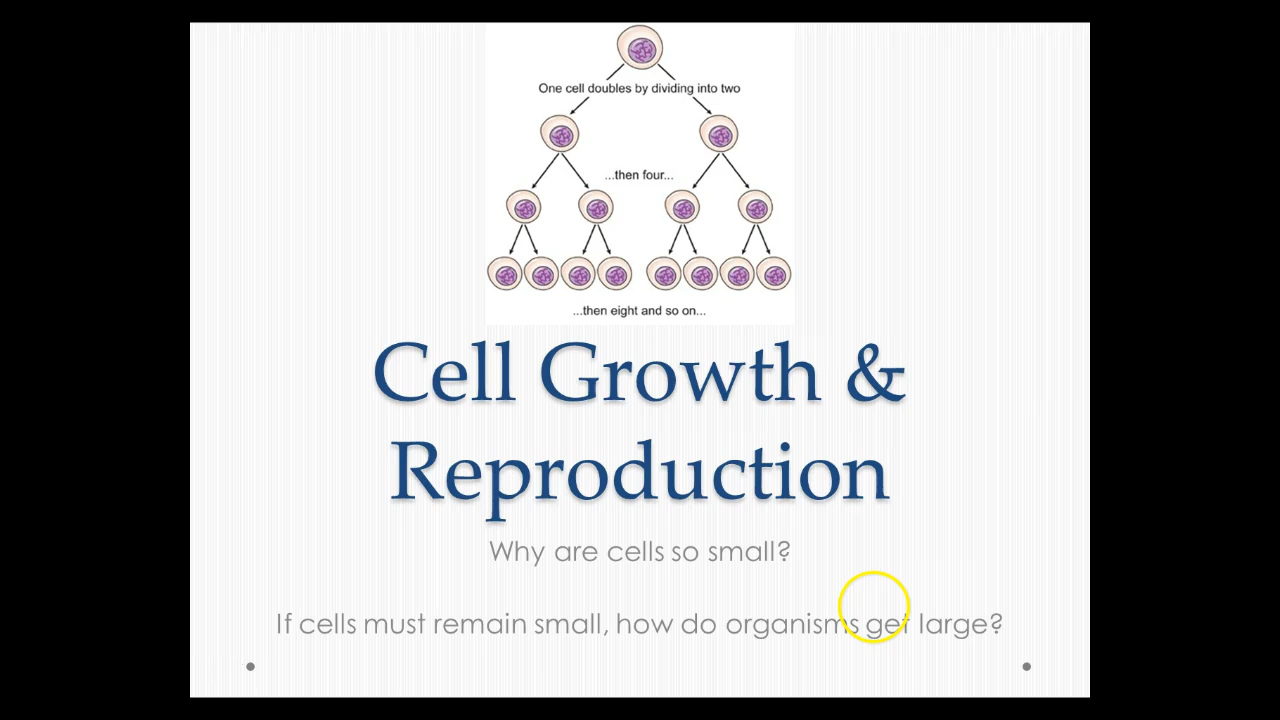 One cell doubles by dividing into two
...then four...
...then eight and so on...
Cell Growth &
Reproduction
Why are cells so small?
If cells must remain small, how do organisms get large?